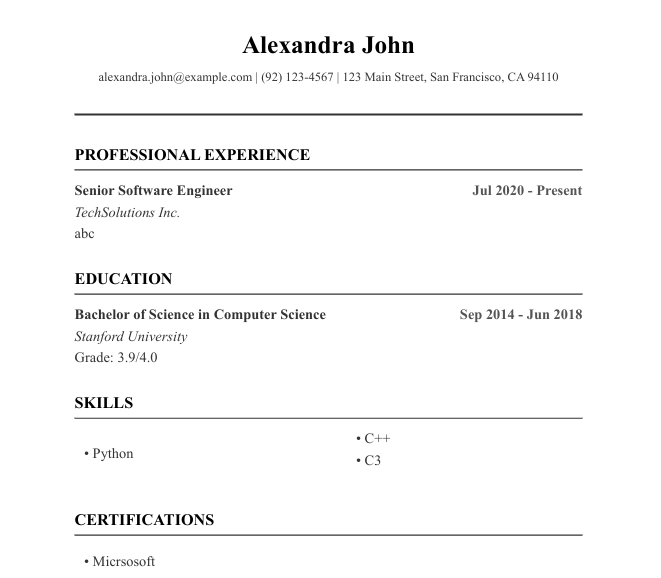 Alexandra John
alexandra.john@example.com | (92) 123-4567 | 123 Main Street, San Francisco, CA 94110
PROFESSIONAL EXPERIENCE
Senior Software Engineer Jul 2020 - Present
TechSolutions Inc.
abc
EDUCATION
Bachelor of Science in Computer Science Sep 2014 - Jun 2018
Stanford University
Grade: 3.9/4.0
SKILLS
• Python
• C++
• C3
CERTIFICATIONS
• Micrsosoft